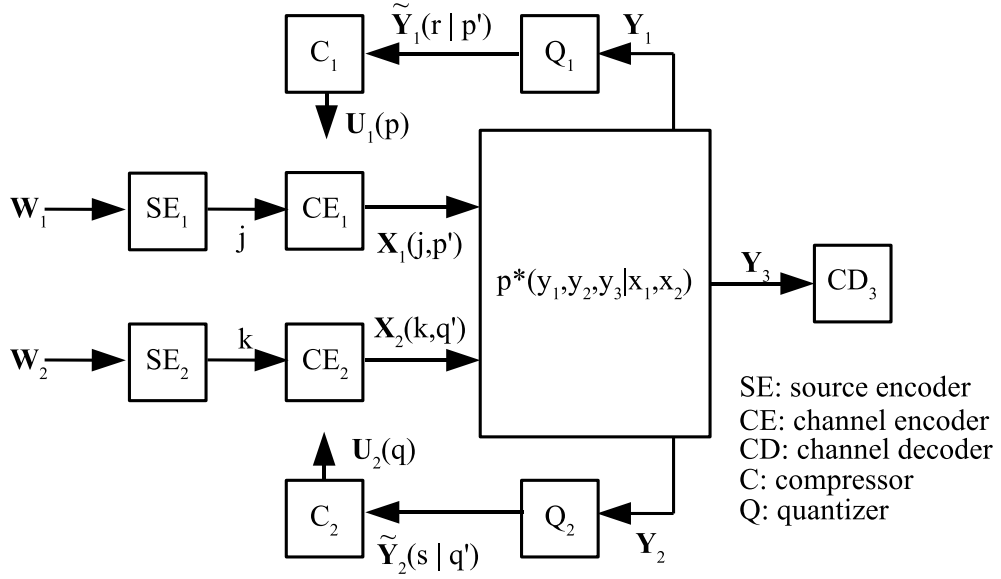 Ỹ₁(r | p')
Y₁
C₁
Q₁
U₁(p)
W₁
SE₁
j
CE₁
X₁(j,p')
p*(y₁,y₂,y₃|x₁,x₂)
Y₃
CD₃
W₂
SE₂
k
CE₂
X₂(k,q')
U₂(q)
C₂
Q₂
Ỹ₂(s | q')
Y₂
SE: source encoder
CE: channel encoder
CD: channel decoder
C: compressor
Q: quantizer